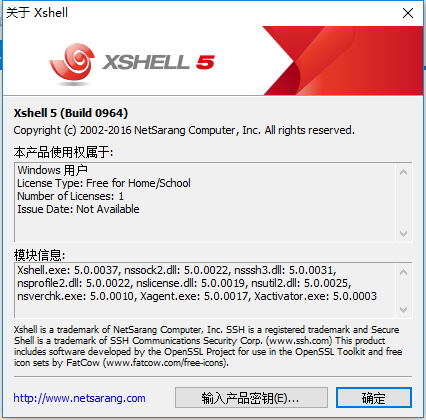 关于 Xshell
XSHELL 5
Xshell 5 (Build 0964)
Copyright (c) 2002-2016 NetSarang Computer, Inc. All rights reserved.
本产品使用权属于:
Windows 用户
License Type: Free for Home/School
Number of Licenses: 1
Issue Date: Not Available
模块信息:
Xshell.exe: 5.0.0037, nssock2.dll: 5.0.0022, nsssh3.dll: 5.0.0031,
nsprofile2.dll: 5.0.0022, nslicense.dll: 5.0.0019, nsutil2.dll: 5.0.0025,
nsverchk.exe: 5.0.0010, Xagent.exe: 5.0.0017, Xactivator.exe: 5.0.0003
Xshell is a trademark of NetSarang Computer, Inc. SSH is a registered trademark and Secure
Shell is a trademark of SSH Communications Security Corp. (www.ssh.com) This product
includes software developed by the OpenSSL Project for use in the OpenSSL Toolkit and free
icon sets by FatCow (www.fatcow.com/free-icons).
http://www.netsarang.com
输入产品密钥(E)...
确定